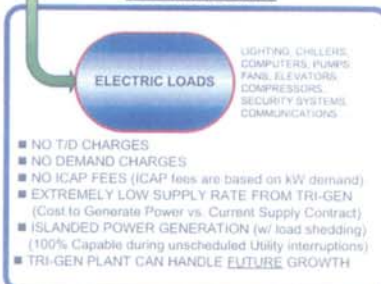 ELECTRIC LOADS
LIGHTING, CHILLERS,
COMPUTERS, PUMPS
FANS, ELEVATORS
COMPRESSORS,
SECURITY SYSTEMS,
COMMUNICATIONS
■ NO T/D CHARGES
■ NO DEMAND CHARGES
■ NO ICAP FEES (ICAP fees are based on kW demand)
■ EXTREMELY LOW SUPPLY RATE FROM TRI-GEN
(Cost to Generate Power vs. Current Supply Contract)
■ ISLANDED POWER GENERATION (w/ load shedding)
(100% Capable during unscheduled Utility interruptions)
■ TRI-GEN PLANT CAN HANDLE FUTURE GROWTH